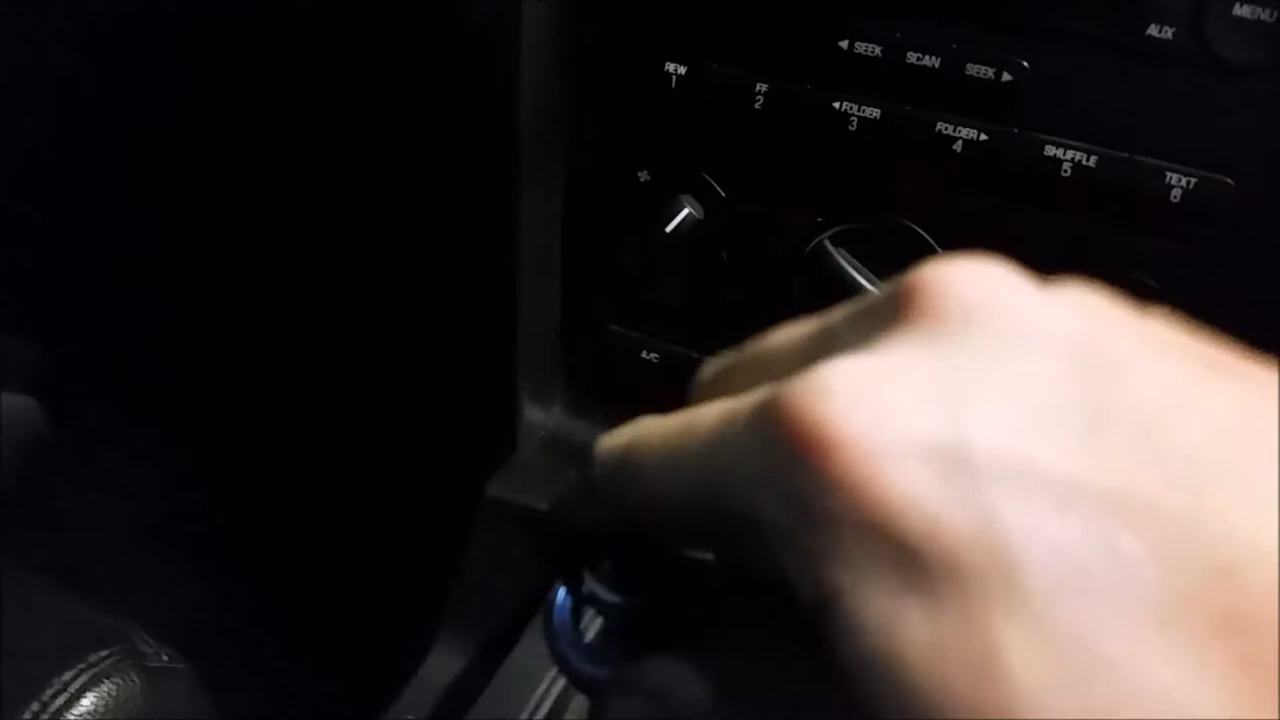 MENU
AUX
SEEK SCAN SEEK
REW FF FOLDER FOLDER SHUFFLE TEXT
1 2 3 4 5 6
A/C